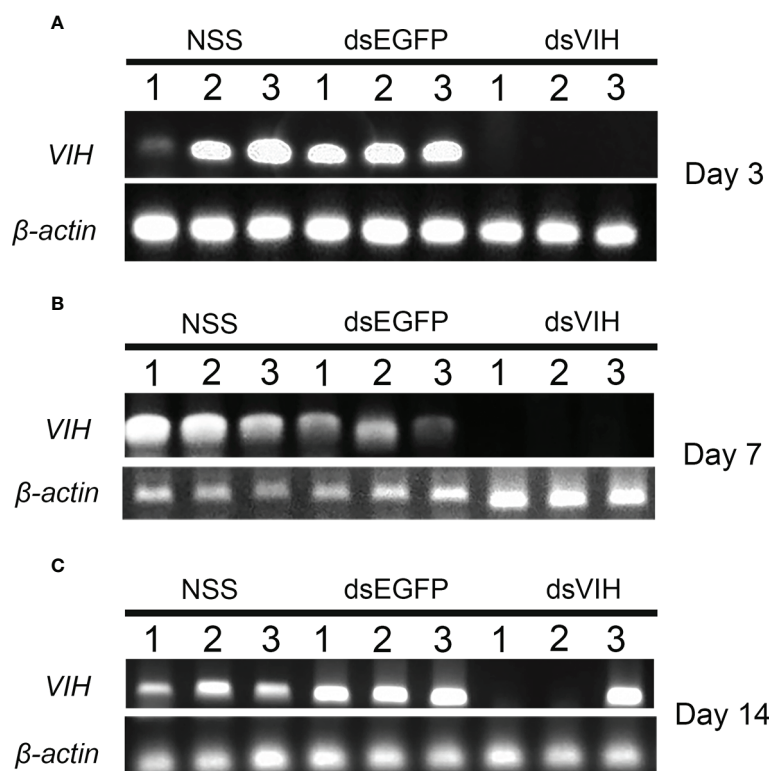 A
NSS dsEGFP dsVIH
1 2 3 1 2 3 1 2 3
VIH
Day 3
β-actin
B
NSS dsEGFP dsVIH
1 2 3 1 2 3 1 2 3
VIH
Day 7
β-actin
C
NSS dsEGFP dsVIH
1 2 3 1 2 3 1 2 3
VIH
Day 14
β-actin